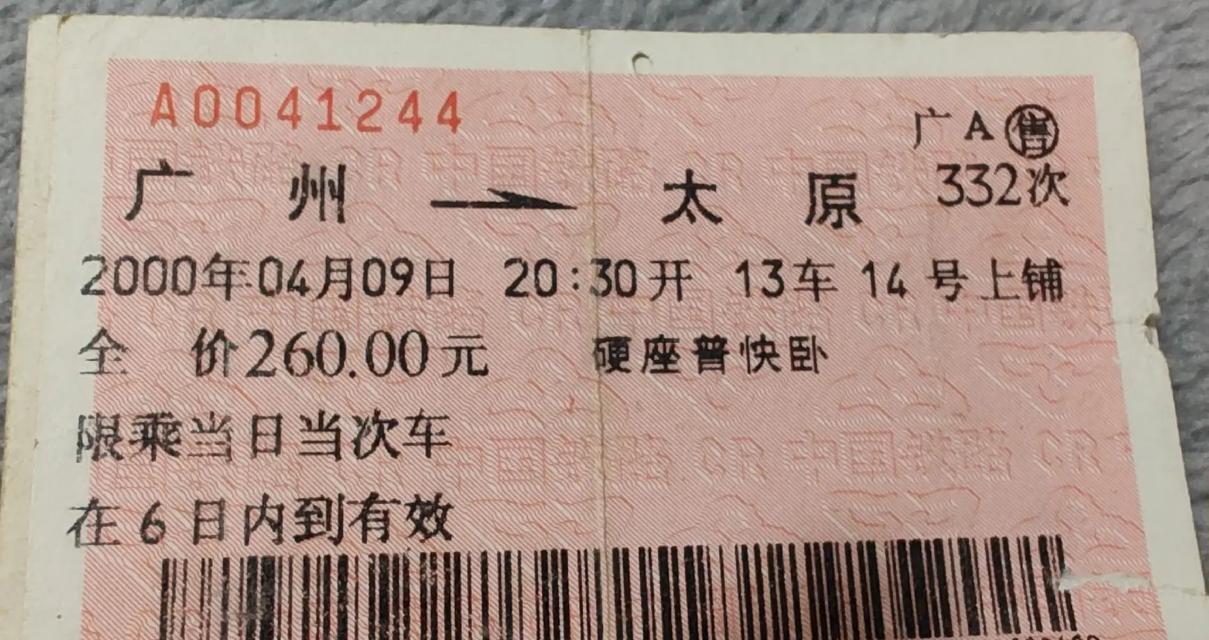 A0041244
广A售
广州 → 太原 332次
2000年04月09日 20:30开 13车 14号上铺
全 价260.00元 硬座普快卧
限乘当日当次车
在6日内到有效